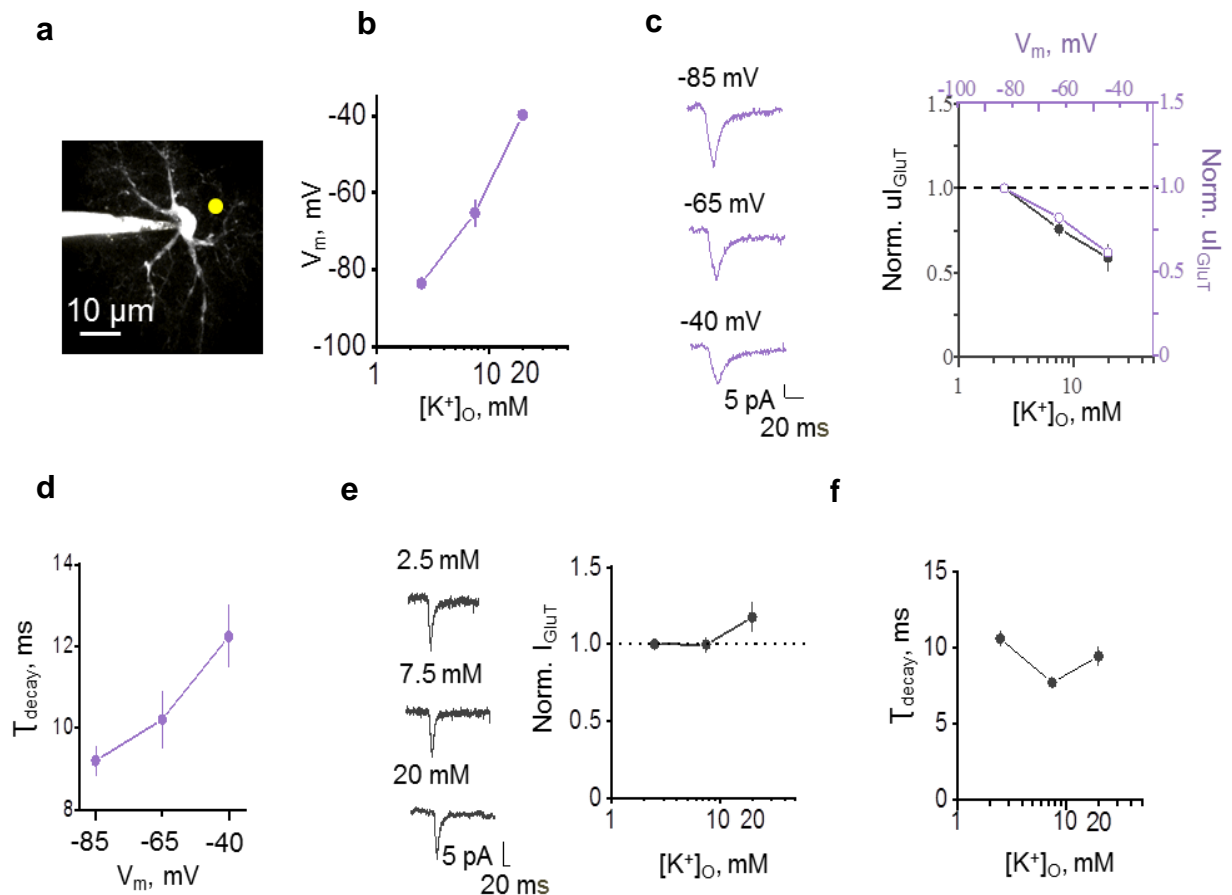 a
10 µm
b
-40
-60
-80
-100
Vm, mV
1
10
20
[K⁺]O, mM
c
-85 mV
-65 mV
-40 mV
5 pA
20 ms
Vm, mV
-100
-80
-60
-40
1.5
1.0
0.5
0
Norm. uIGluT
1.5
1.0
0.5
0
Norm. uIGluT
1
10
[K⁺]O, mM
d
14
12
10
8
Ʈdecay, ms
-85
-65
-40
Vm, mV
e
2.5 mM
7.5 mM
20 mM
5 pA
20 ms
1.5
1.0
0.5
0
Norm. IGluT
1
10
20
[K⁺]O, mM
f
15
10
5
0
Ʈdecay, ms
1
10
20
[K⁺]O, mM